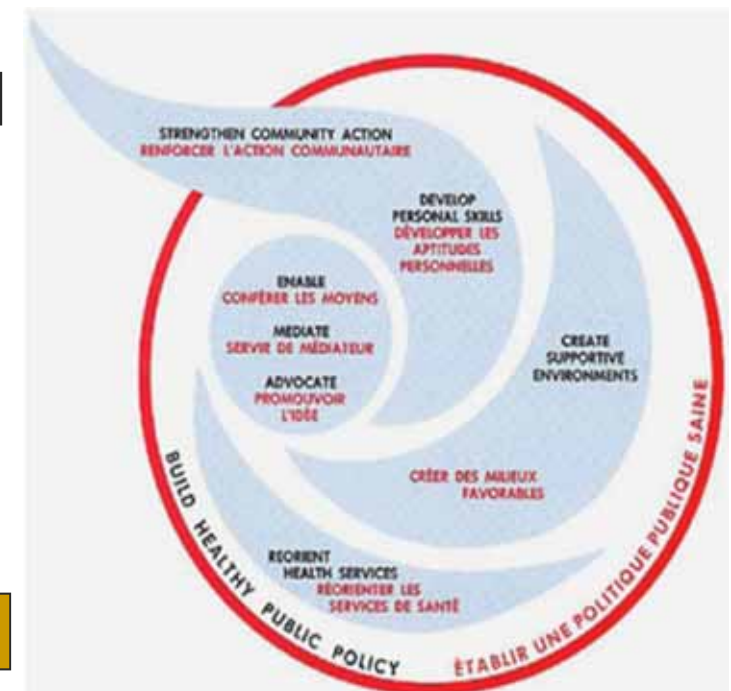 STRENGTHEN COMMUNITY ACTION
RENFORCER L'ACTION COMMUNAUTAIRE
DEVELOP
PERSONAL SKILLS
DÉVELOPPER LES
APTITUDES
PERSONNELLES
ENABLE
CONFÉRER LES MOYENS
MEDIATE
SERVIR DE MÉDIATEUR
ADVOCATE
PROMOUVOIR
L'IDÉE
CREATE
SUPPORTIVE
ENVIRONMENTS
CRÉER DES MILIEUX
FAVORABLES
REORIENT
HEALTH SERVICES
RÉORIENTER LES
SERVICES DE SANTÉ
BUILD HEALTHY PUBLIC POLICY
ÉTABLIR UNE POLITIQUE PUBLIQUE SAINE